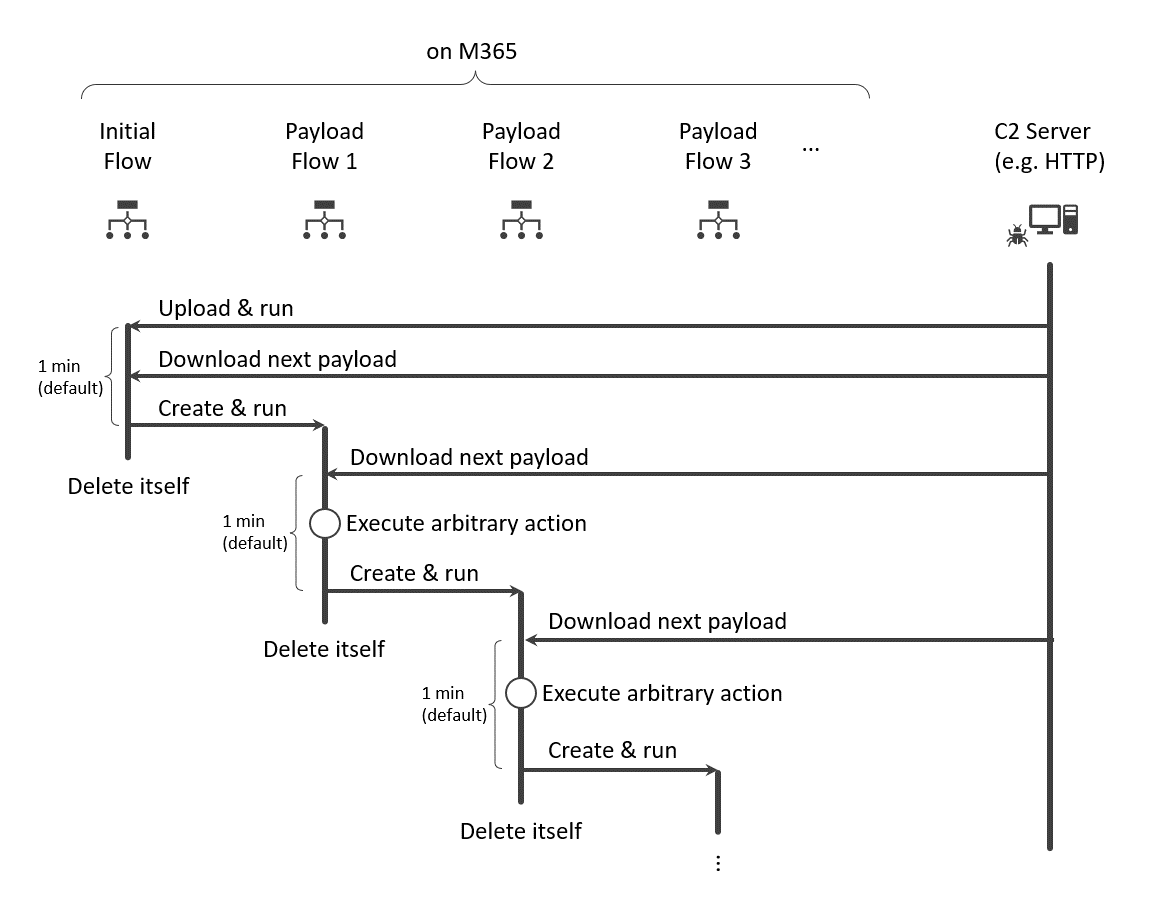 on M365
Initial
Flow
Payload
Flow 1
Payload
Flow 2
Payload
Flow 3
...
C2 Server
(e.g. HTTP)
Upload & run
1 min
(default)
Download next payload
Create & run
Download next payload
Delete itself
1 min
(default)
Execute arbitrary action
Create & run
Download next payload
Delete itself
1 min
(default)
Execute arbitrary action
Create & run
Delete itself
...